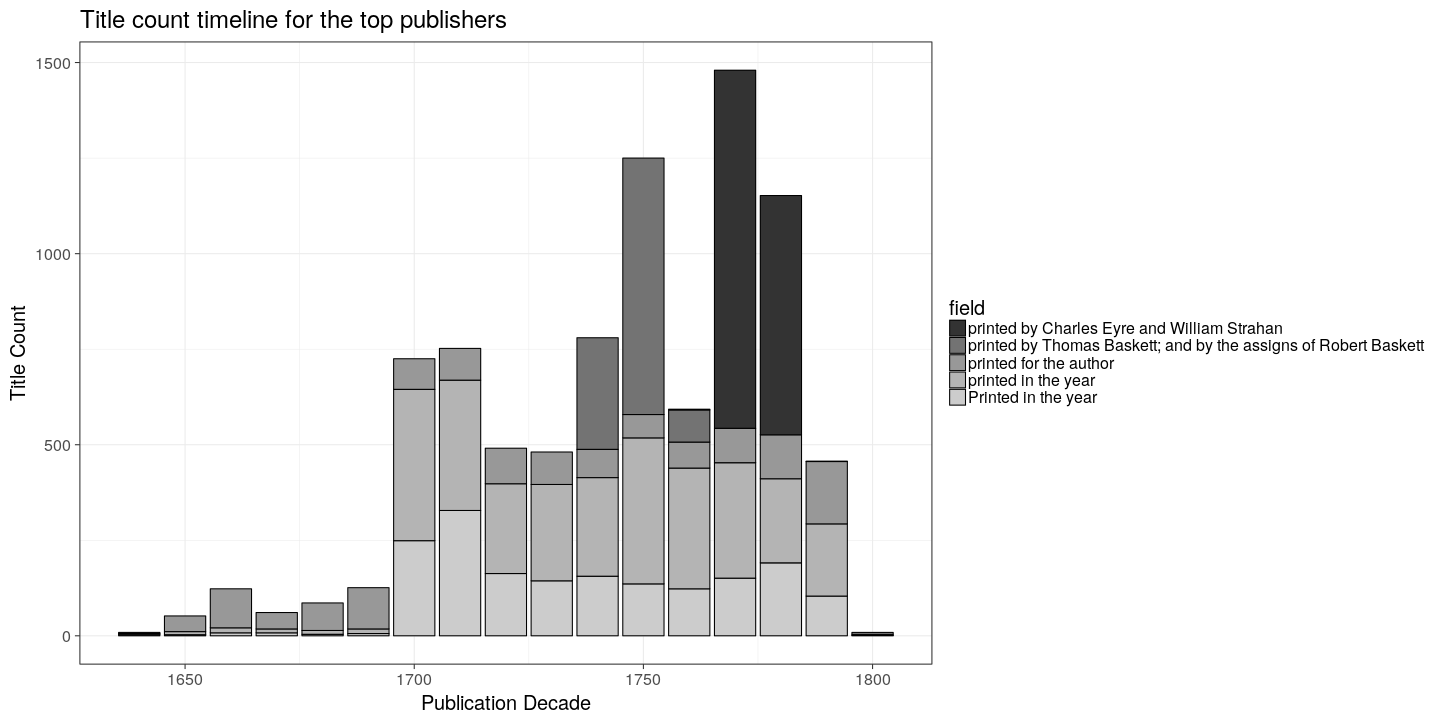 Title count timeline for the top publishers
1500
1000
500
0
Title Count
1650
1700
1750
1800
Publication Decade
field
printed by Charles Eyre and William Strahan
printed by Thomas Baskett; and by the assigns of Robert Baskett
printed for the author
printed in the year
Printed in the year